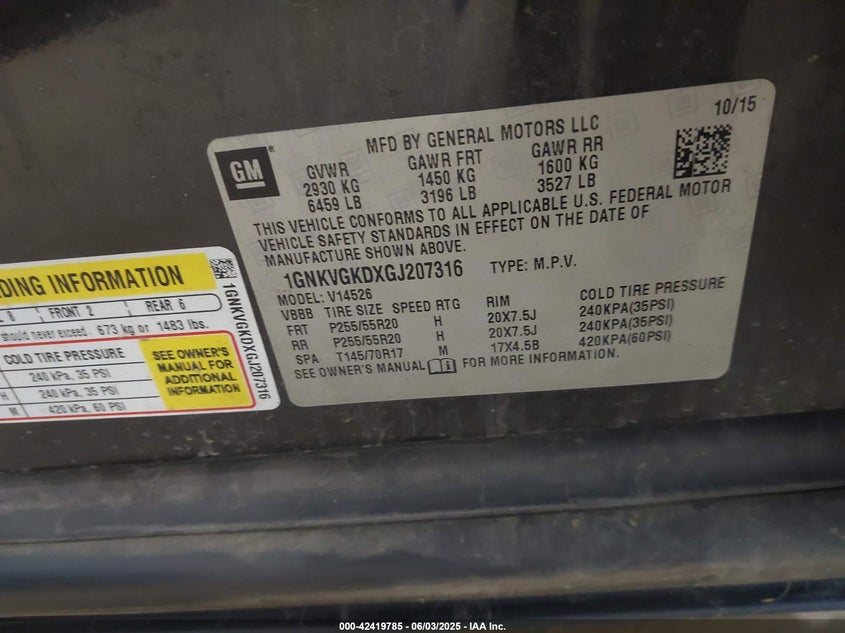 10/15
MFD BY GENERAL MOTORS LLC
GM
GVWR GAWR FRT GAWR RR
2930 KG 1450 KG 1600 KG
6459 LB 3196 LB 3527 LB
THIS VEHICLE CONFORMS TO ALL APPLICABLE U.S. FEDERAL MOTOR
VEHICLE SAFETY STANDARDS IN EFFECT ON THE DATE OF
MANUFACTURE SHOWN ABOVE.
1GNKVGKDXGJ207316 TYPE: M.P.V.
MODEL: V14526
VBBB TIRE SIZE SPEED RTG RIM COLD TIRE PRESSURE
FRT P255/55R20 H 20X7.5J 240KPA(35PSI)
RR P255/55R20 H 20X7.5J 240KPA(35PSI)
SPA T145/70R17 M 17X4.5B 420KPA(60PSI)
SEE OWNER'S MANUAL FOR MORE INFORMATION.
DING INFORMATION
8 FRONT 2 REAR 6
should never exceed 673 kg or 1483 lbs.
COLD TIRE PRESSURE
240 kPa, 35 PSI
H 240 kPa, 35 PSI
M 420 kPa, 60 PSI
SEE OWNER'S
MANUAL FOR
ADDITIONAL
INFORMATION
1GNKVGKDXGJ207316
000-42419785 - 06/03/2025 - IAA Inc.